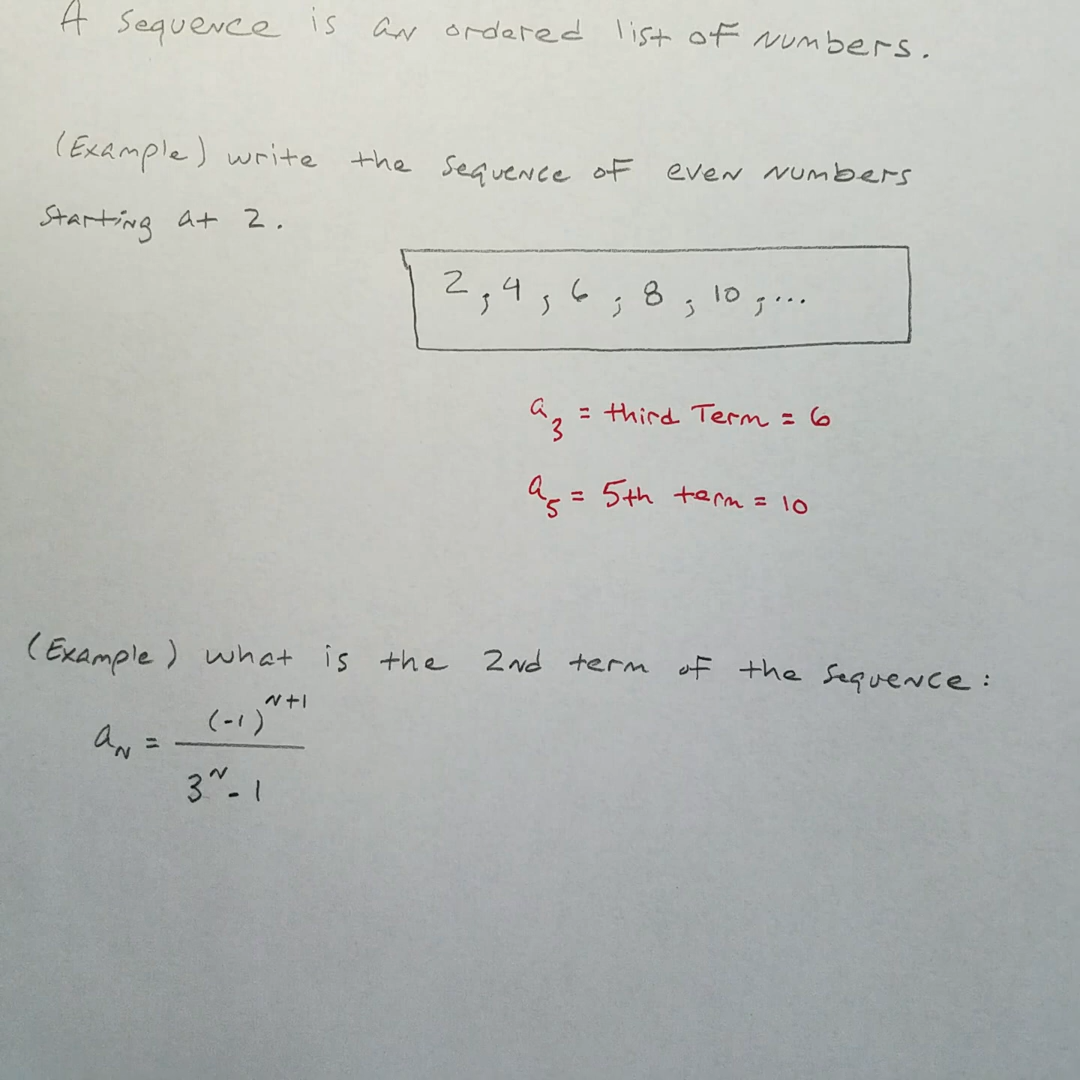 A sequence is an ordered list of numbers.
(Example) write the sequence of even numbers
starting at 2.
2, 4, 6, 8, 10, ...
a₃ = third Term = 6
a₅ = 5th term = 10
(Example) what is the 2nd term of the sequence:
aₙ = (-1)ⁿ⁺¹ / 3ⁿ - 1